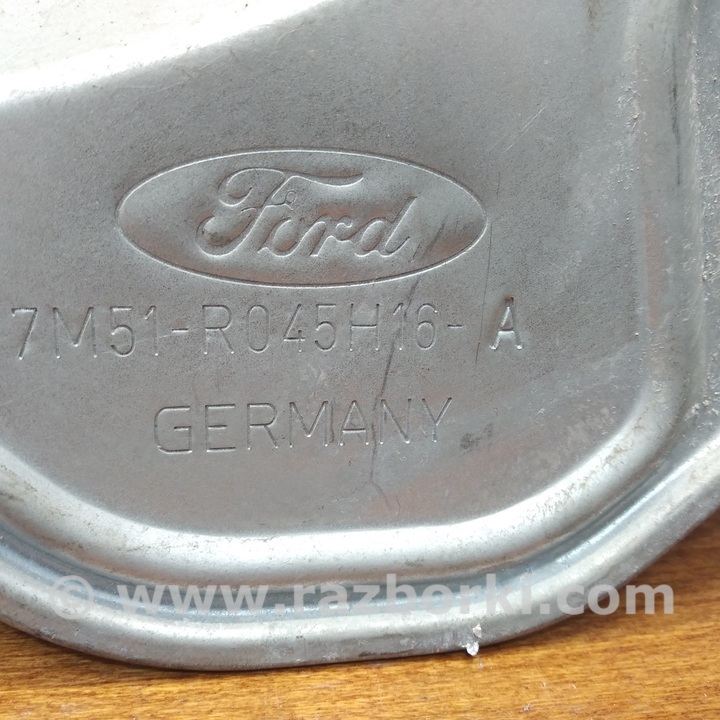 Ford
7M51-R045H16- A
GERMANY
© www.razborki.com